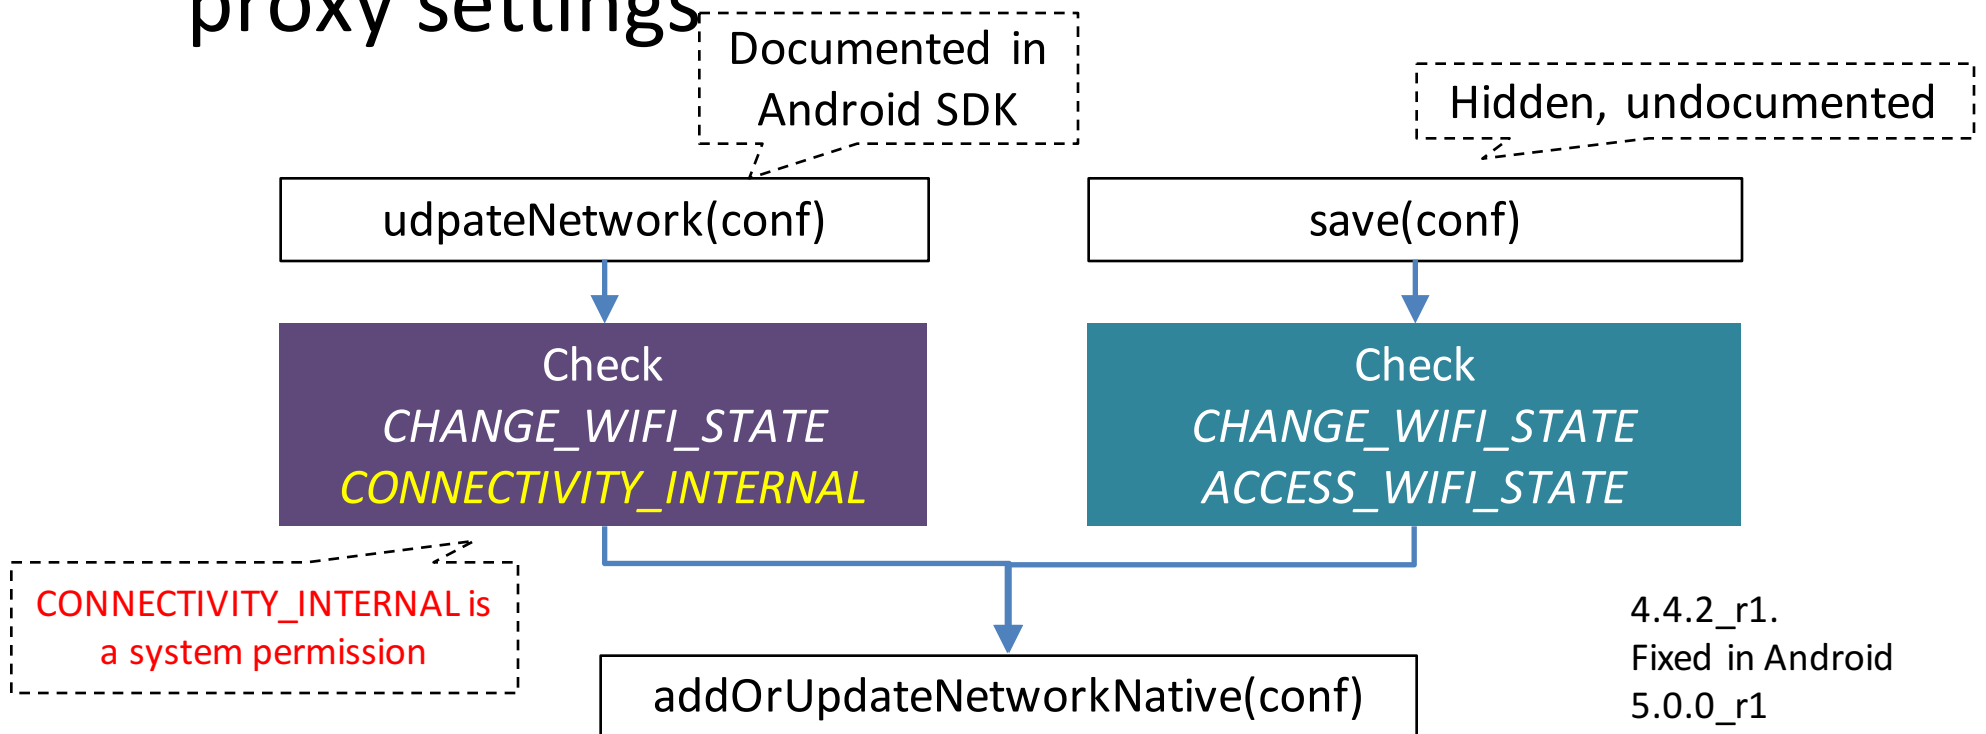 proxy settings
Documented in
Android SDK
Hidden, undocumented
udpateNetwork(conf)
save(conf)
Check
CHANGE_WIFI_STATE
CONNECTIVITY_INTERNAL
Check
CHANGE_WIFI_STATE
ACCESS_WIFI_STATE
CONNECTIVITY_INTERNAL is
a system permission
addOrUpdateNetworkNative(conf)
4.4.2_r1.
Fixed in Android
5.0.0_r1